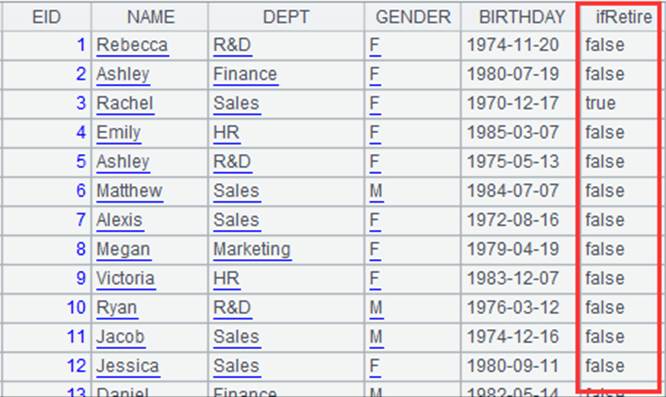 EID NAME DEPT GENDER BIRTHDAY ifRetire
1 Rebecca R&D F 1974-11-20 false
2 Ashley Finance F 1980-07-19 false
3 Rachel Sales F 1970-12-17 true
4 Emily HR F 1985-03-07 false
5 Ashley R&D F 1975-05-13 false
6 Matthew Sales M 1984-07-07 false
7 Alexis Sales F 1972-08-16 false
8 Megan Marketing F 1979-04-19 false
9 Victoria HR F 1983-12-07 false
10 Ryan R&D M 1976-03-12 false
11 Jacob Sales M 1974-12-16 false
12 Jessica Sales F 1980-09-11 false
13 Daniel Finance M 1982-05-14 false